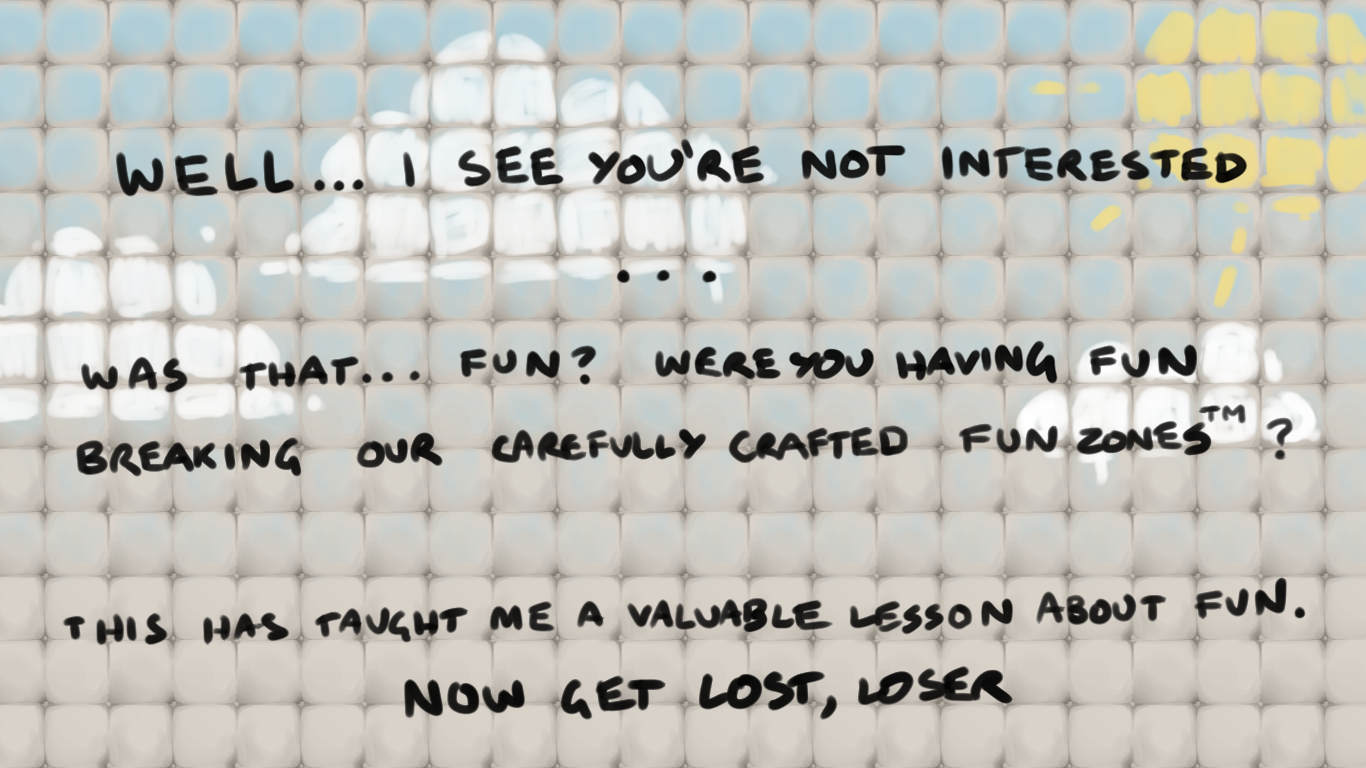 WELL... I SEE YOU'RE NOT INTERESTED
...
WAS THAT... FUN? WERE YOU HAVING FUN
BREAKING OUR CAREFULLY CRAFTED FUN ZONES™?
THIS HAS TAUGHT ME A VALUABLE LESSON ABOUT FUN.
NOW GET LOST, LOSER